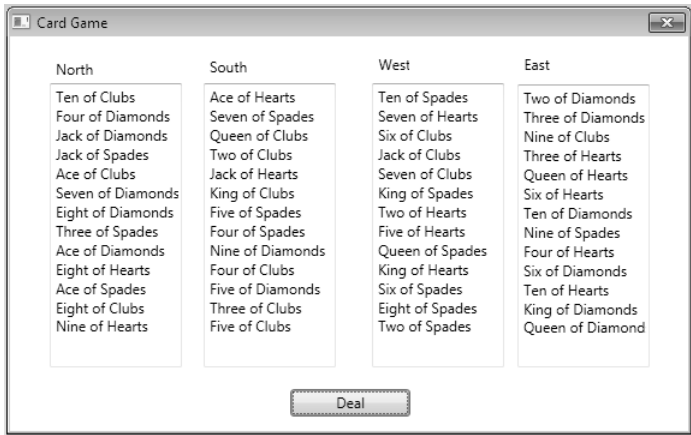 Card Game
North
Ten of Clubs
Four of Diamonds
Jack of Diamonds
Jack of Spades
Ace of Clubs
Seven of Diamonds
Eight of Diamonds
Three of Spades
Ace of Diamonds
Eight of Hearts
Ace of Spades
Eight of Clubs
Nine of Hearts
South
Ace of Hearts
Seven of Spades
Queen of Clubs
Two of Clubs
Jack of Hearts
King of Clubs
Five of Spades
Four of Spades
Nine of Diamonds
Four of Clubs
Five of Diamonds
Three of Clubs
Five of Clubs
West
Ten of Spades
Seven of Hearts
Six of Clubs
Jack of Clubs
Seven of Clubs
King of Spades
Two of Hearts
Five of Hearts
Queen of Spades
King of Hearts
Six of Spades
Eight of Spades
Two of Spades
East
Two of Diamonds
Three of Diamonds
Nine of Clubs
Three of Hearts
Queen of Hearts
Six of Hearts
Ten of Diamonds
Nine of Spades
Four of Hearts
Six of Diamonds
Ten of Hearts
King of Diamonds
Queen of Diamond
Deal